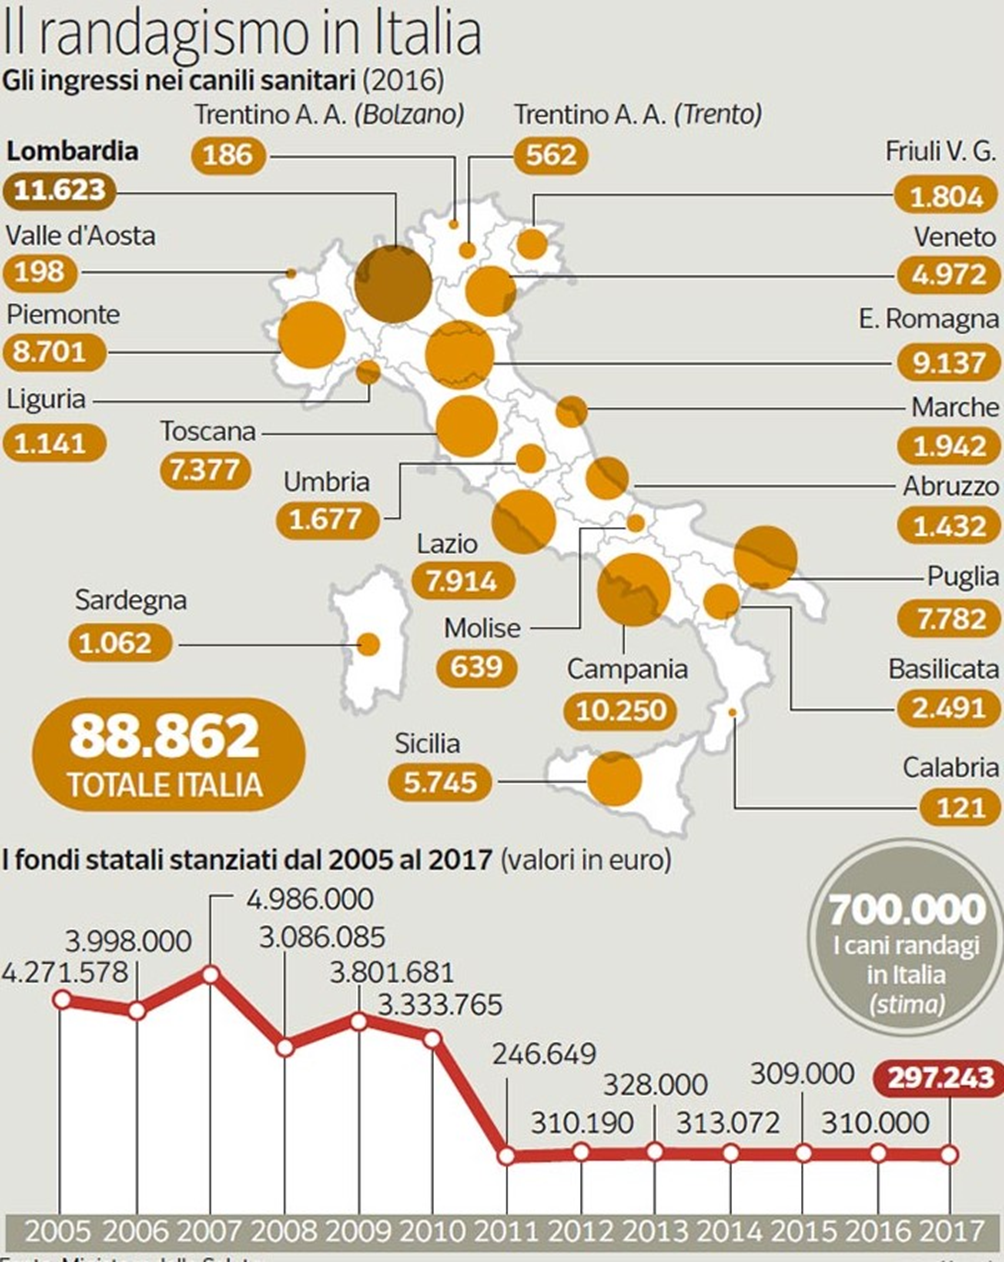 Il randagismo in Italia
Gli ingressi nei canili sanitari (2016)
Trentino A. A. (Bolzano)
186
Trentino A. A. (Trento)
562
Lombardia
11.623
Friuli V. G.
1.804
Valle d'Aosta
198
Veneto
4.972
Piemonte
8.701
E. Romagna
9.137
Liguria
1.141
Marche
1.942
Toscana
7.377
Abruzzo
1.432
Umbria
1.677
Lazio
7.914
Puglia
7.782
Sardegna
1.062
Molise
639
Campania
10.250
Basilicata
2.491
88.862
TOTALE ITALIA
Sicilia
5.745
Calabria
121
I fondi statali stanziati dal 2005 al 2017 (valori in euro)
700.000
I cani randagi
in Italia
(stima)
4.271.578
3.998.000
4.986.000
3.086.085
3.801.681
3.333.765
246.649
310.190
328.000
313.072
309.000
310.000
297.243
2005 2006 2007 2008 2009 2010 2011 2012 2013 2014 2015 2016 2017